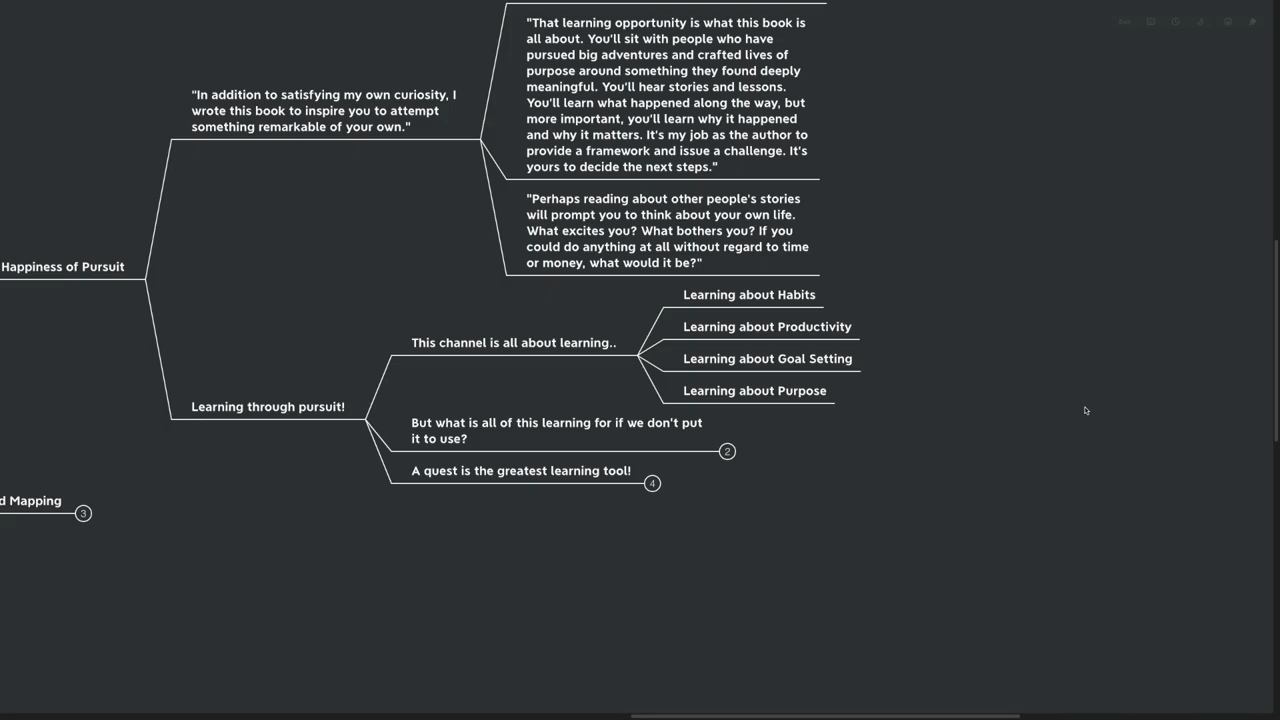 "That learning opportunity is what this book is
all about. You'll sit with people who have
pursued big adventures and crafted lives of
purpose around something they found deeply
meaningful. You'll hear stories and lessons.
You'll learn what happened along the way, but
more important, you'll learn why it happened
and why it matters. It's my job as the author to
provide a framework and issue a challenge. It's
yours to decide the next steps."
"In addition to satisfying my own curiosity, I
wrote this book to inspire you to attempt
something remarkable of your own."
"Perhaps reading about other people's stories
will prompt you to think about your own life.
What excites you? What bothers you? If you
could do anything at all without regard to time
or money, what would it be?"
Happiness of Pursuit
Learning about Habits
Learning about Productivity
This channel is all about learning..
Learning about Goal Setting
Learning about Purpose
Learning through pursuit!
But what is all of this learning for if we don't put
it to use?
2
A quest is the greatest learning tool!
4
d Mapping
3